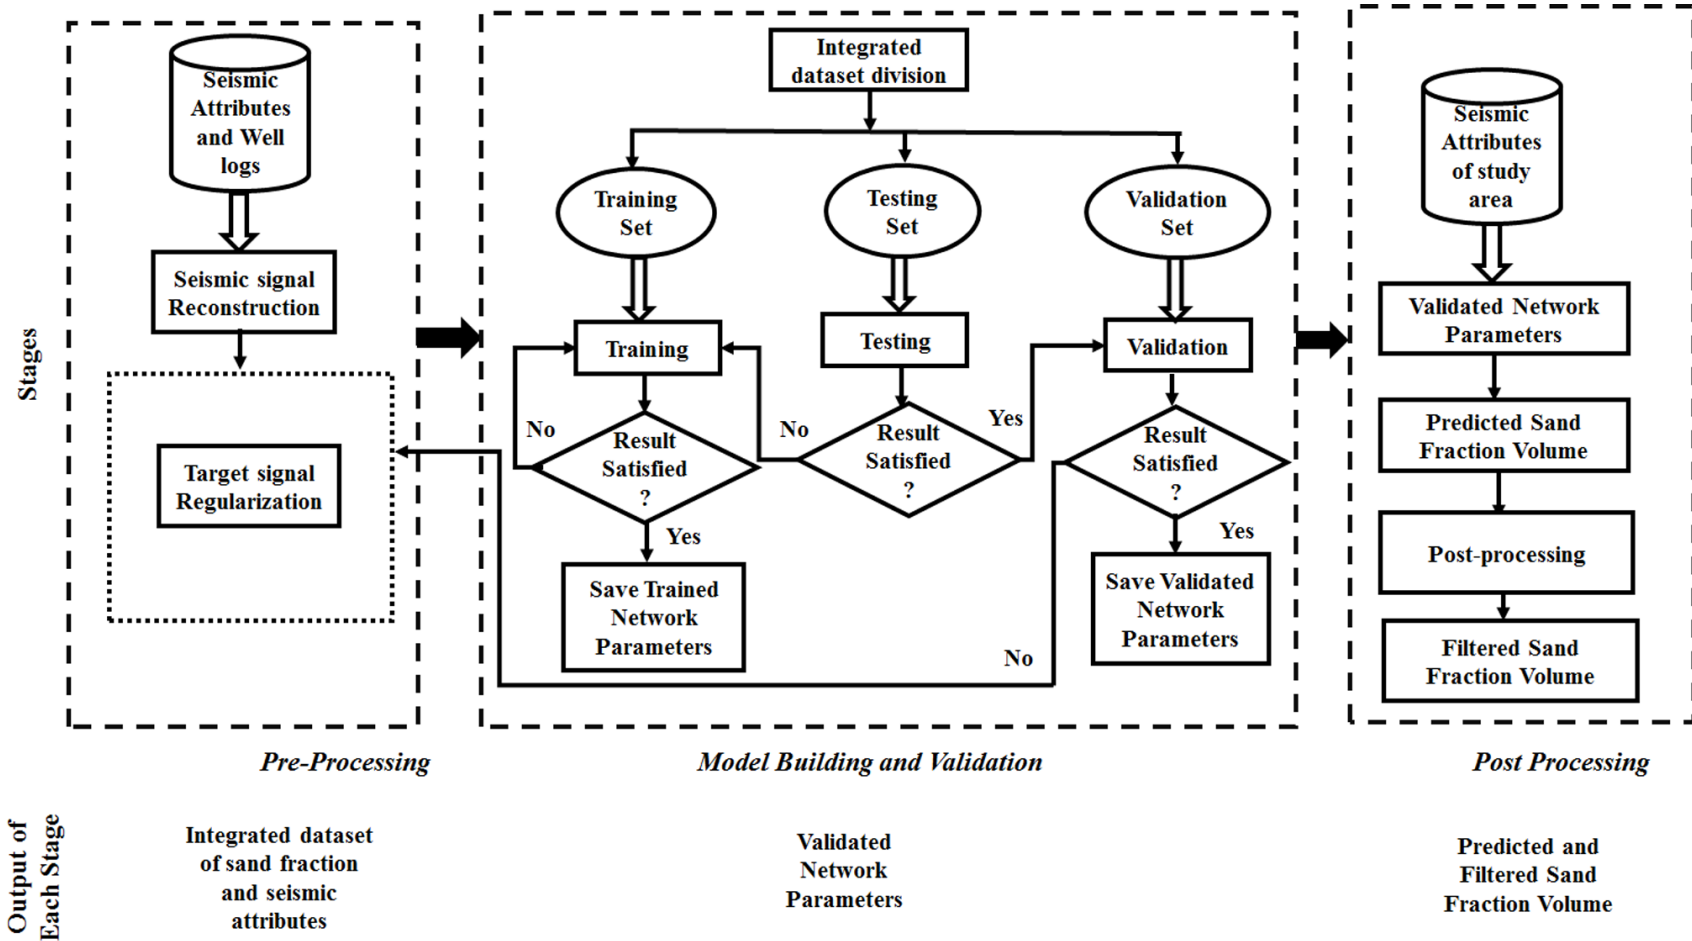 Stages
Seismic
Attributes
and Well
logs
Seismic signal
Reconstruction
Target signal
Regularization
Integrated
dataset division
Training
Set
Testing
Set
Validation
Set
Training
Testing
Validation
No
Result
Satisfied
?
Yes
Save Trained
Network
Parameters
No
Result
Satisfied
?
Yes
Result
Satisfied
?
Yes
No
Save Validated
Network
Parameters
Seismic
Attributes
of study
area
Validated Network
Parameters
Predicted Sand
Fraction Volume
Post-processing
Filtered Sand
Fraction Volume
Pre-Processing
Model Building and Validation
Post Processing
Output of
Each Stage
Integrated dataset
of sand fraction
and seismic
attributes
Validated
Network
Parameters
Predicted and
Filtered Sand
Fraction Volume